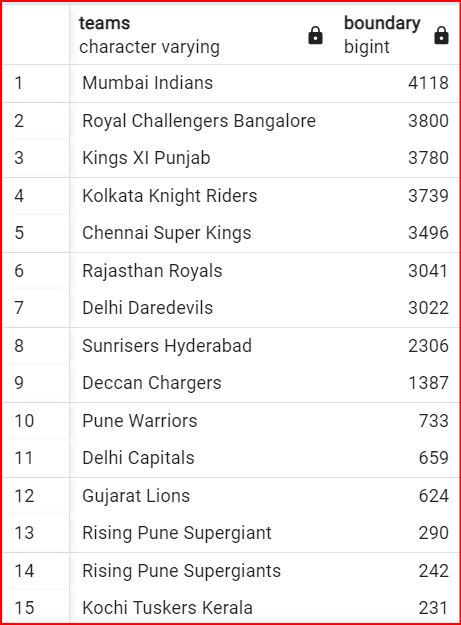 teams boundary
character varying bigint
1 Mumbai Indians 4118
2 Royal Challengers Bangalore 3800
3 Kings XI Punjab 3780
4 Kolkata Knight Riders 3739
5 Chennai Super Kings 3496
6 Rajasthan Royals 3041
7 Delhi Daredevils 3022
8 Sunrisers Hyderabad 2306
9 Deccan Chargers 1387
10 Pune Warriors 733
11 Delhi Capitals 659
12 Gujarat Lions 624
13 Rising Pune Supergiant 290
14 Rising Pune Supergiants 242
15 Kochi Tuskers Kerala 231